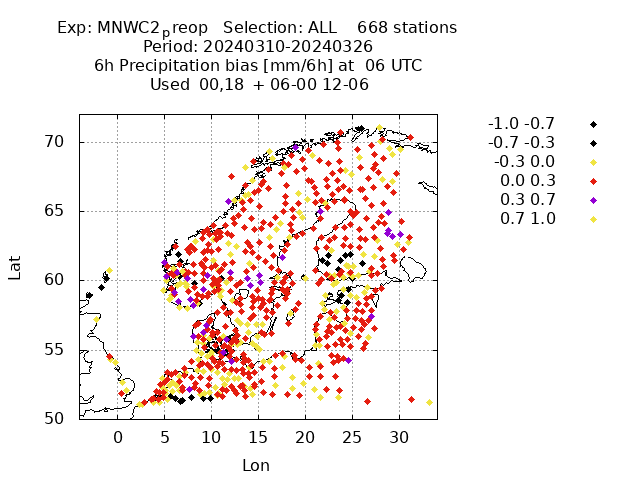 Exp: MNWC2preop Selection: ALL 668 stations
Period: 20240310-20240326
6h Precipitation bias [mm/6h] at 06 UTC
Used 00,18 + 06-00 12-06
-1.0 -0.7
-0.7 -0.3
-0.3 0.0
0.0 0.3
0.3 0.7
0.7 1.0
70
65
60
55
50
Lat
0 5 10 15 20 25 30
Lon